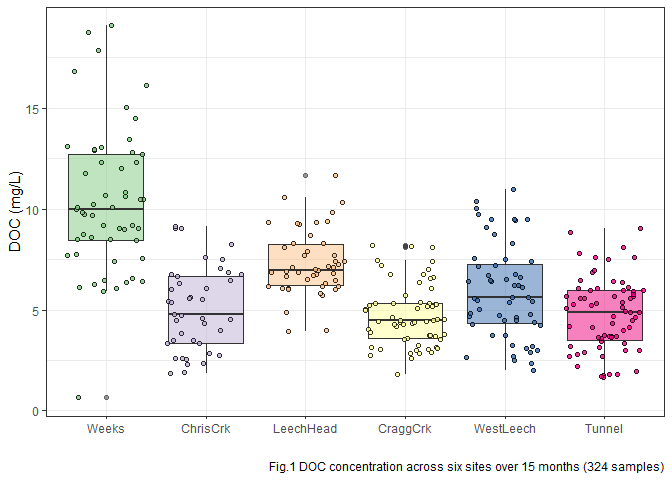 DOC (mg/L)
15
10
5
0
Weeks ChrisCrk LeechHead CraggCrk WestLeech Tunnel
Fig.1 DOC concentration across six sites over 15 months (324 samples)